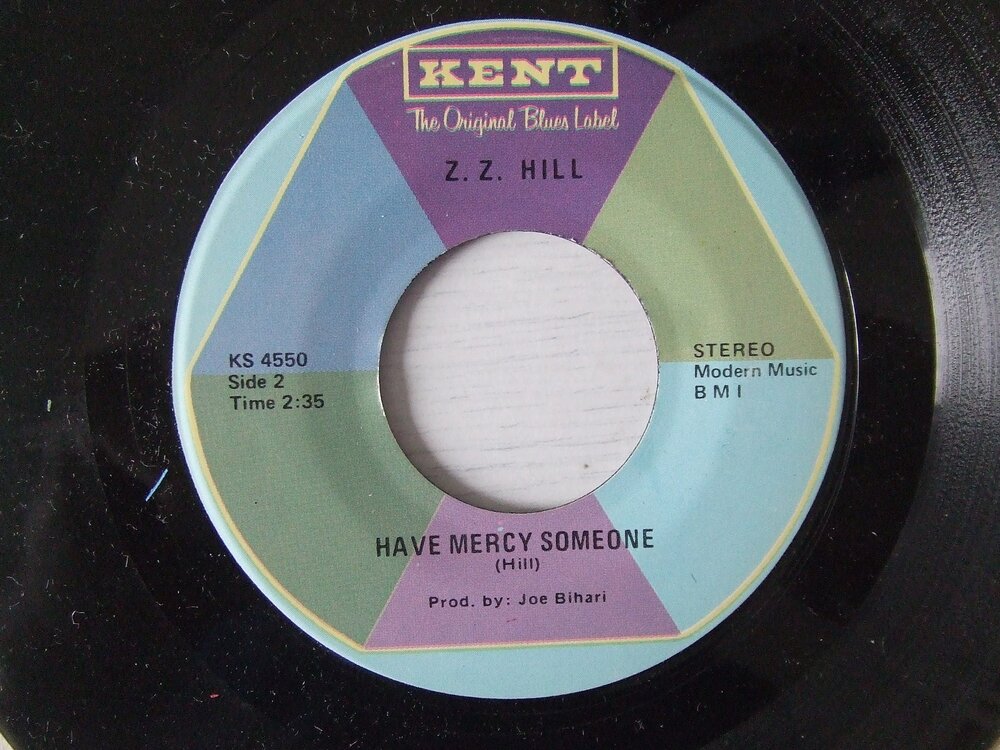 KENT
The Original Blues Label
Z. Z. HILL
KS 4550
Side 2
Time 2:35
STEREO
Modern Music
B M I
HAVE MERCY SOMEONE
(Hill)
Prod. by: Joe Bihari